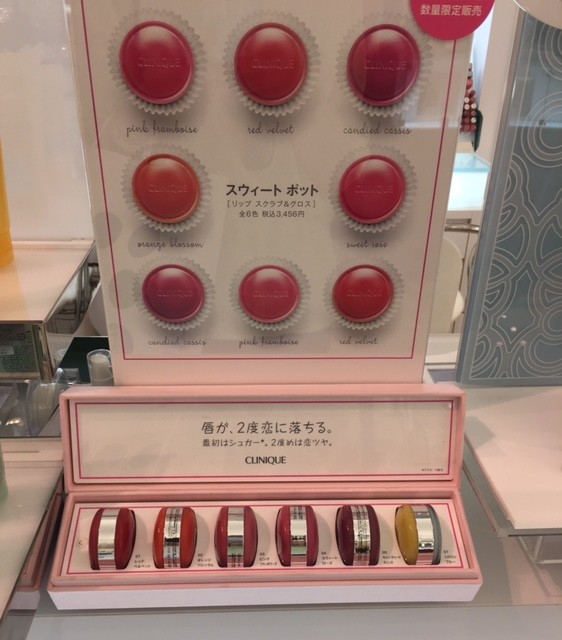 数量限定販売
CLINIQUE CLINIQUE CLINIQUE
pink framboise red velvet candied cassis
CLINIQUE CLINIQUE
スウィート ポット
[リップ スクラブ&グロス]
全6色 税込3,456円
orange blossom sweet rose
CLINIQUE CLINIQUE CLINIQUE
candied cassis pink framboise red velvet
唇が、2度恋に落ちる。
最初はシュガー*。2度めは恋ツヤ。
CLINIQUE